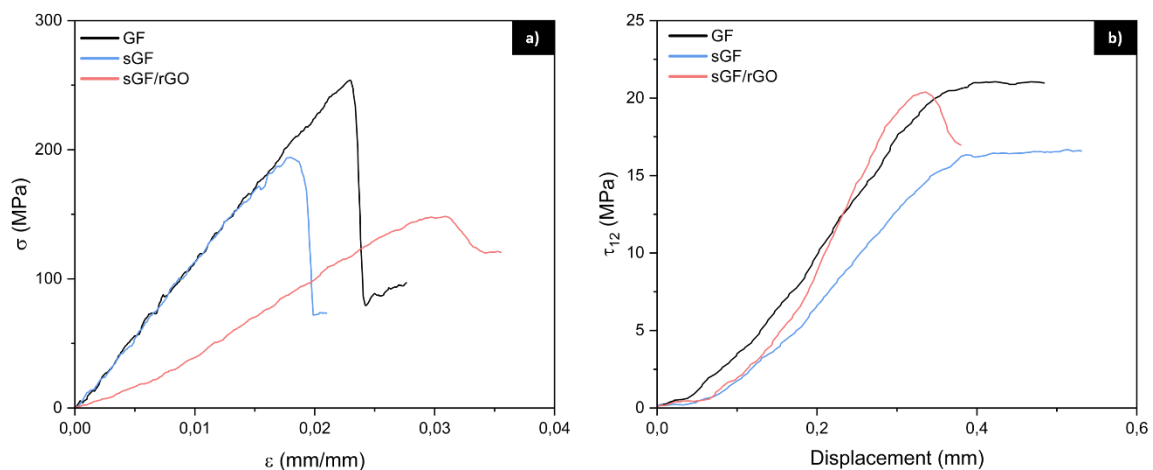 300
200
100
0
0,00
0,01
0,02
0,03
0,04
σ (MPa)
ε (mm/mm)
GF
sGF
sGF/rGO
a)
25
20
15
10
5
0
0,0
0,2
0,4
0,6
τ12 (MPa)
Displacement (mm)
GF
sGF
sGF/rGO
b)